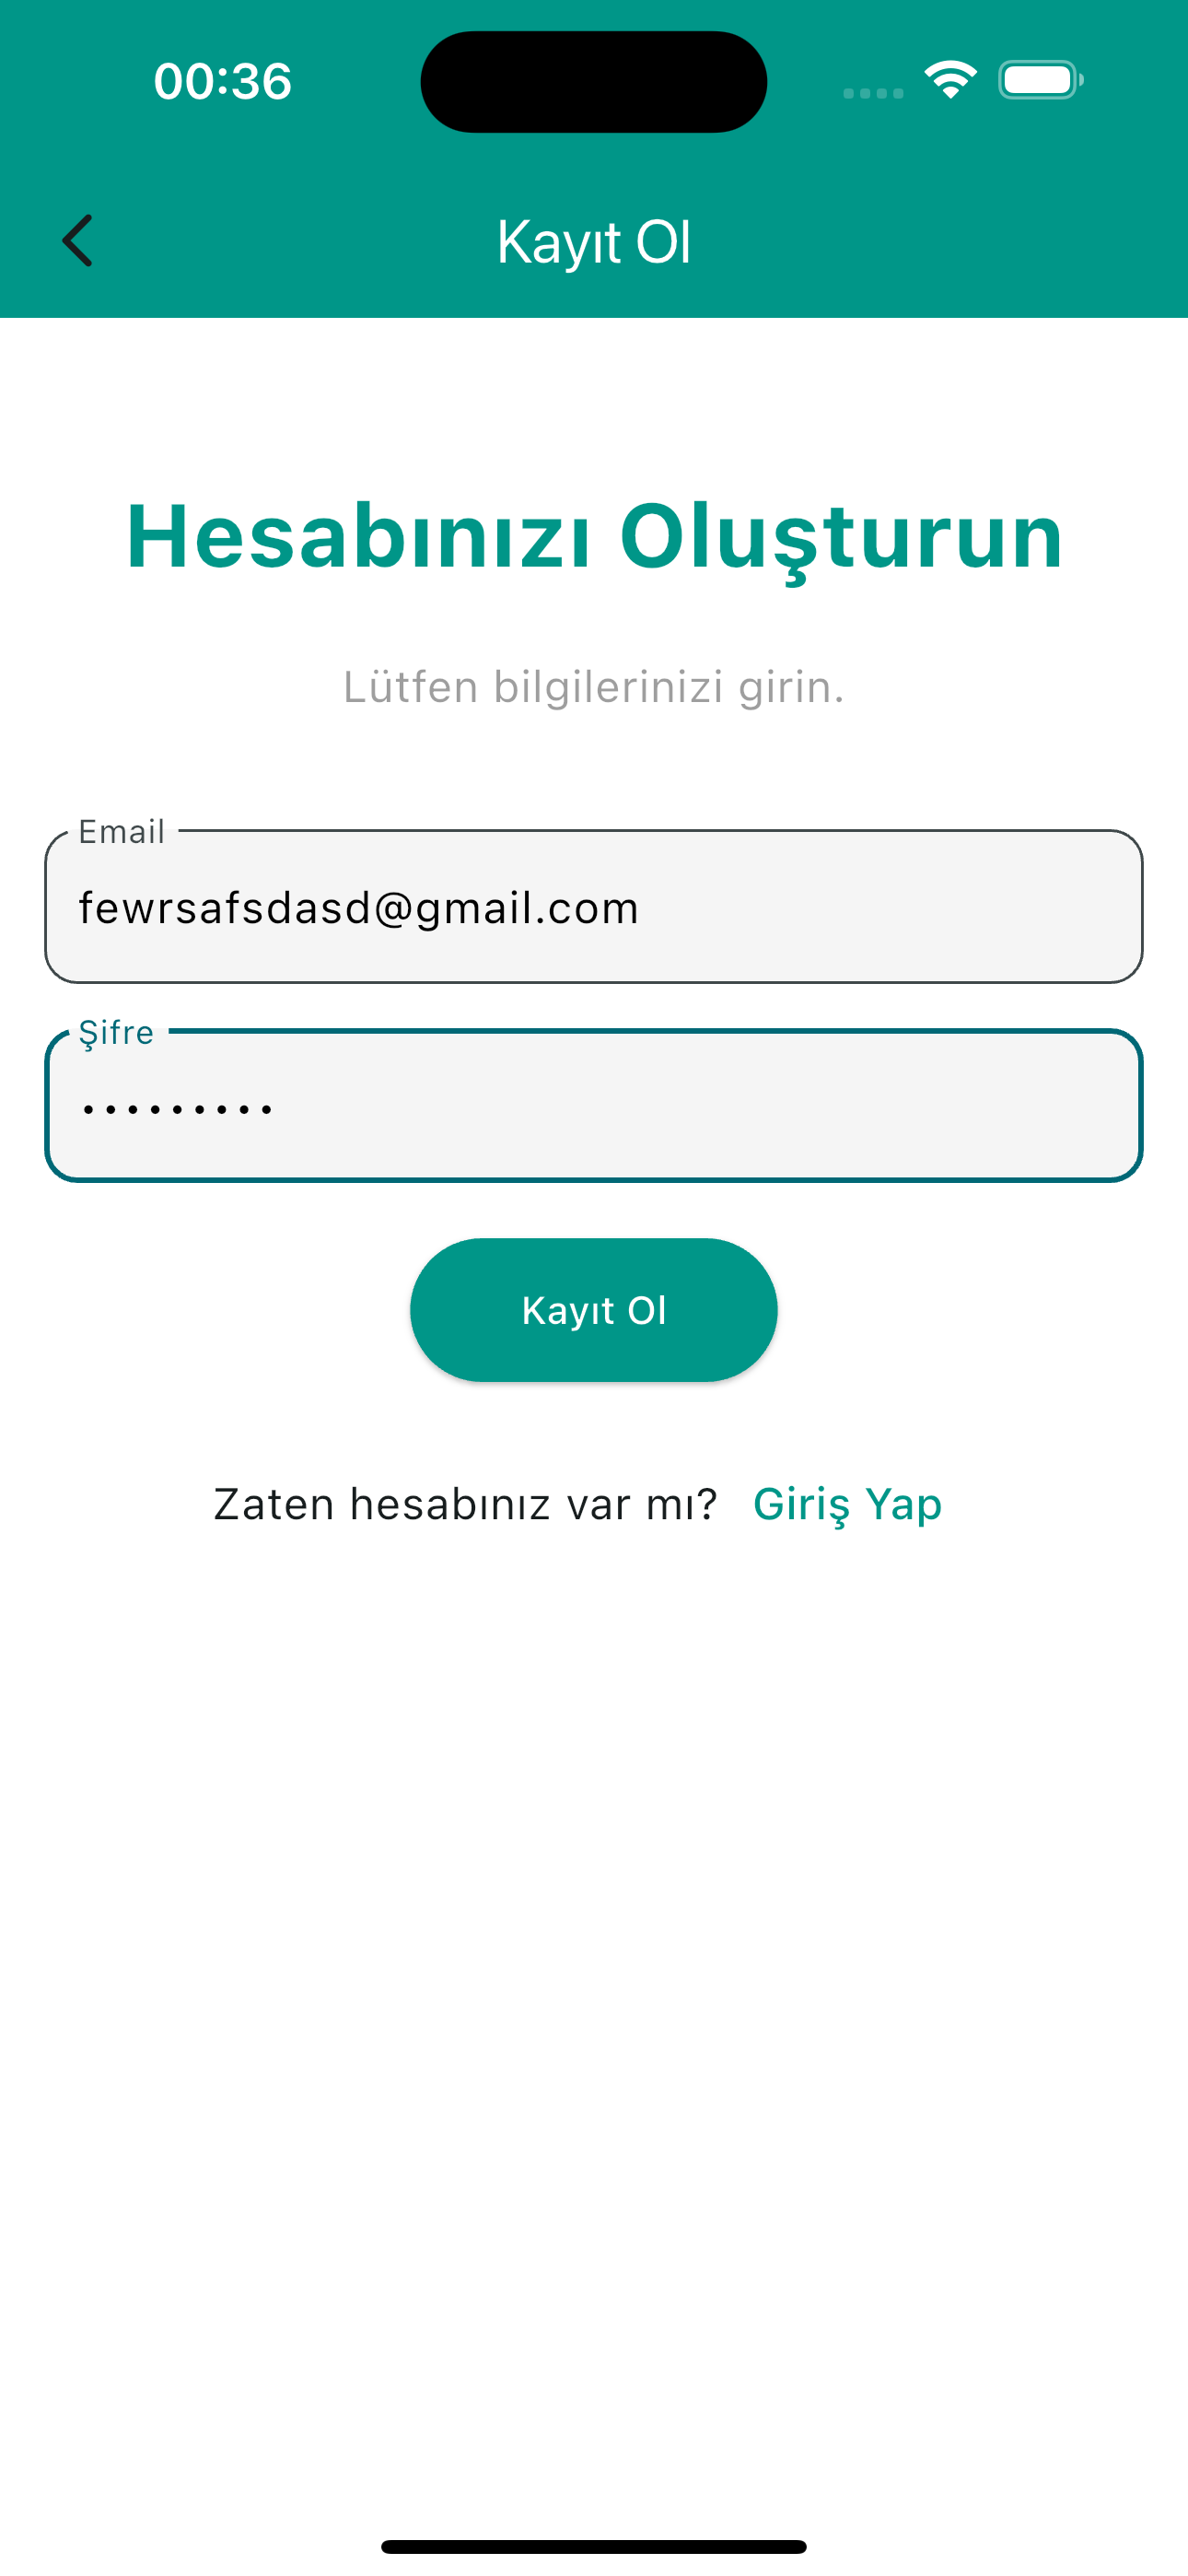 00:36
Kayıt Ol
Hesabınızı Oluşturun
Lütfen bilgilerinizi girin.
Email
fewrsafsdasd@gmail.com
Şifre
•••••••••
Kayıt Ol
Zaten hesabınız var mı? Giriş Yap